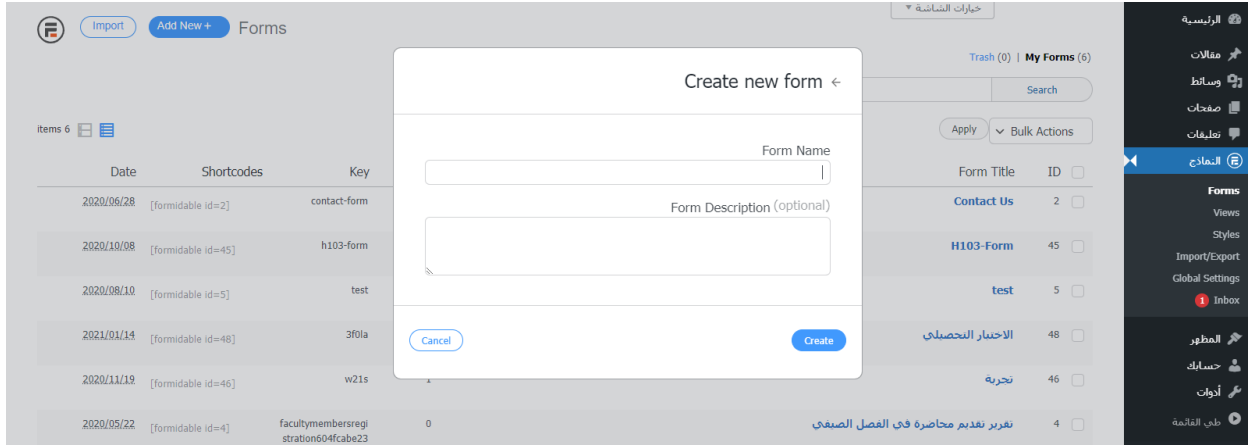 خيارات الشاشة
Forms
Add New +
Import
Trash (0) | My Forms (6)
Search
Bulk Actions
Apply
items 6
ID
Form Title
Key
Shortcodes
Date
2
Contact Us
contact-form
[formidable id=2]
2020/06/28
45
H103-Form
h103-form
[formidable id=45]
2020/10/08
5
test
test
[formidable id=5]
2020/08/10
48
الاختبار التحصيلي
3f0la
[formidable id=48]
2021/01/14
46
تجربة
1
w21s
[formidable id=46]
2020/11/19
4
تقرير تقديم محاضرة في الفصل الصيفي
0
facultymembersregi
stration604fcabe23
[formidable id=4]
2020/05/22
Create new form ←
Form Name
Form Description (optional)
Create
Cancel
الرئيسية
مقالات
وسائط
صفحات
تعليقات
النماذج
Forms
Views
Styles
Import/Export
Global Settings
1 Inbox
المظهر
حسابك
أدوات
طي القائمة